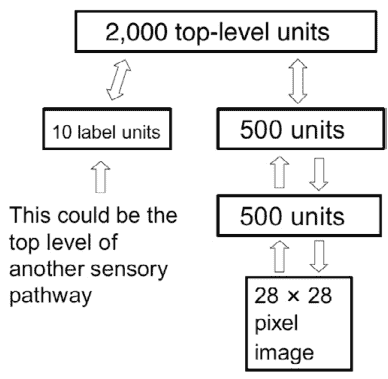 2,000 top-level units
10 label units
500 units
This could be the
top level of
another sensory
pathway
500 units
28 × 28
pixel
image